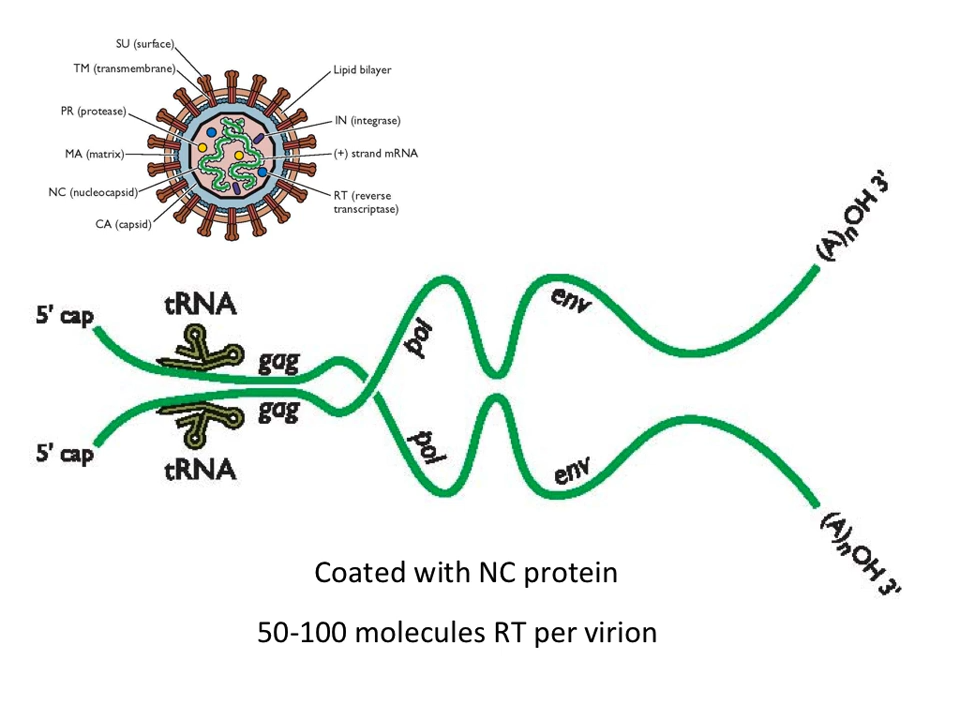 SU (surface)
TM (transmembrane)
PR (protease)
MA (matrix)
NC (nucleocapsid)
CA (capsid)
Lipid bilayer
IN (integrase)
(+) strand mRNA
RT (reverse
transcriptase)
5' cap
tRNA
gag
pol
env
(A)nOH 3'
5' cap
tRNA
gag
pol
env
(A)nOH 3'
Coated with NC protein
50-100 molecules RT per virion